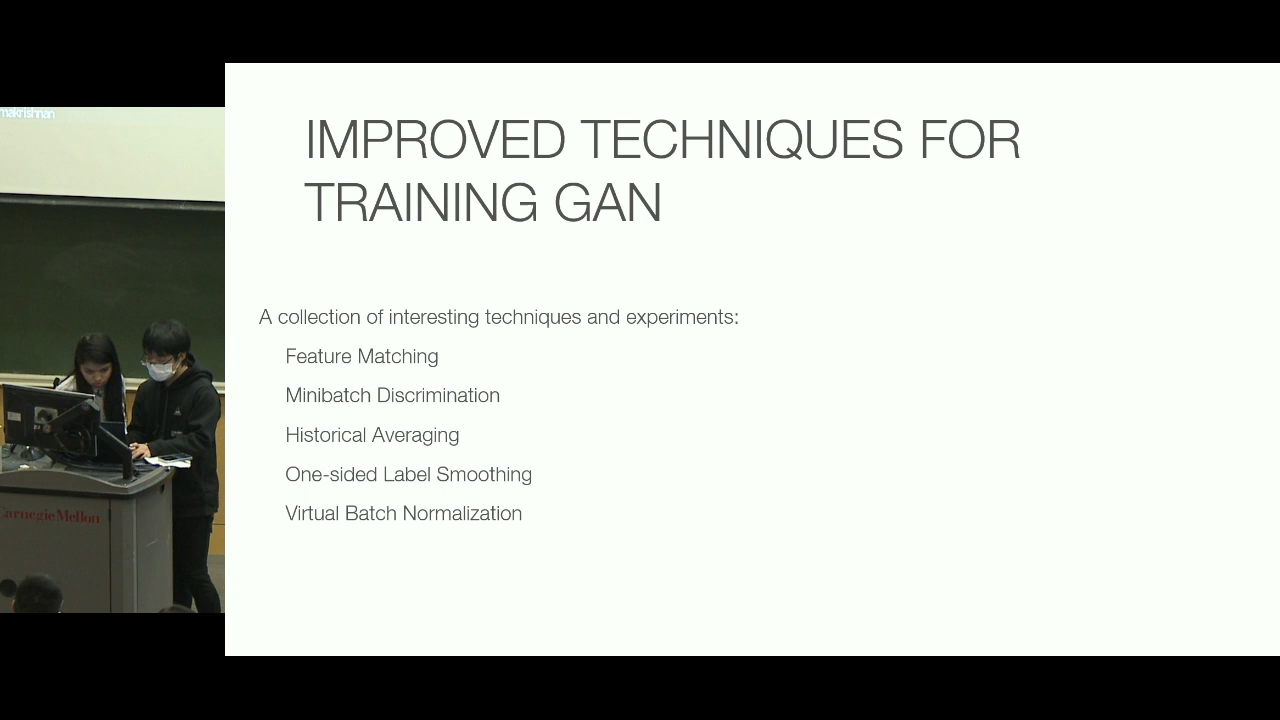 IMPROVED TECHNIQUES FOR
TRAINING GAN
A collection of interesting techniques and experiments:
Feature Matching
Minibatch Discrimination
Historical Averaging
One-sided Label Smoothing
Virtual Batch Normalization
Carnegie Mellon